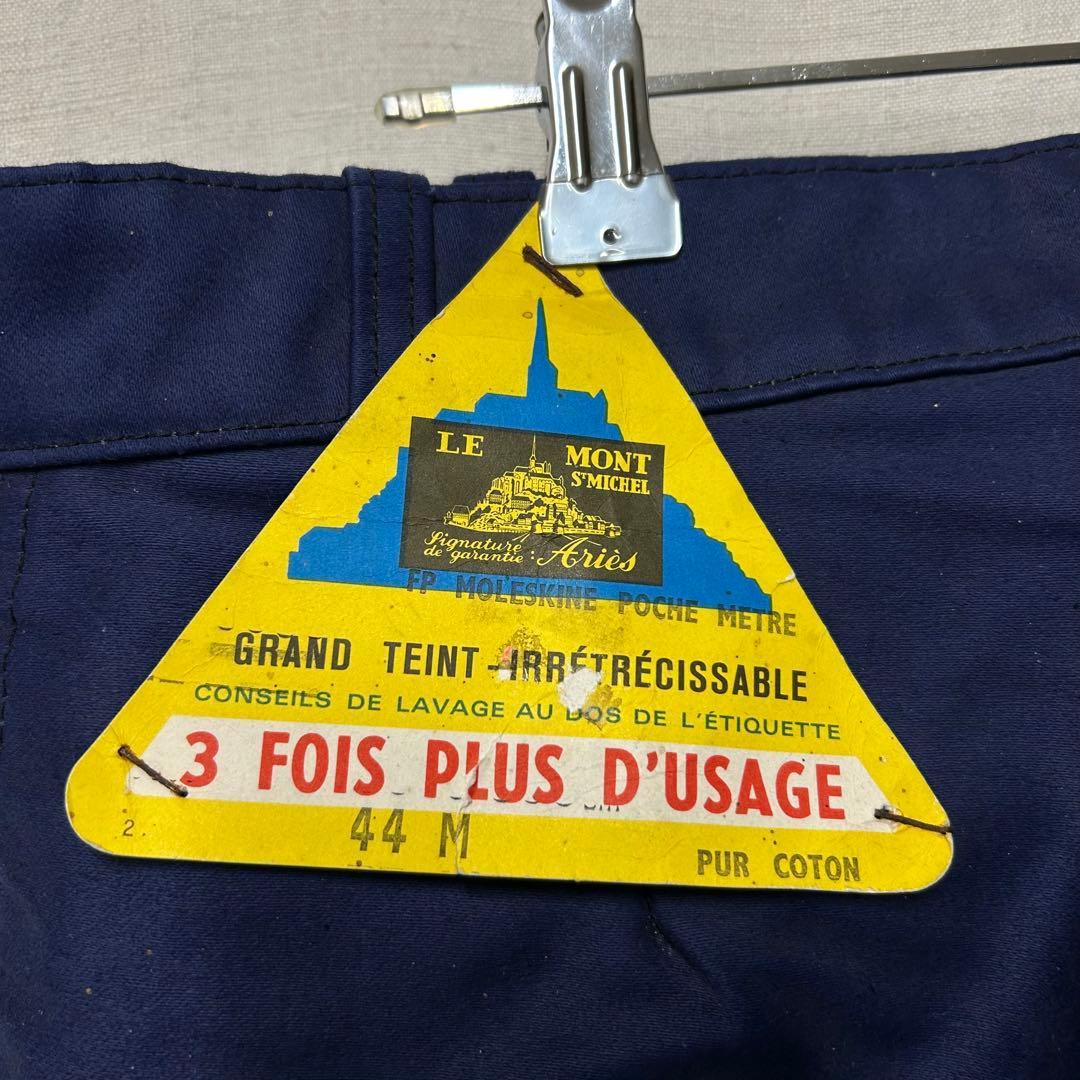 LE MONT
ST MICHEL
Signature
de garantie : Ariès
FP MOLESKINE POCHE METRE
GRAND TEINT - IRRÉTRÉCISSABLE
CONSEILS DE LAVAGE AU DOS DE L'ÉTIQUETTE
3 FOIS PLUS D'USAGE
44 M
2.
PUR COTON